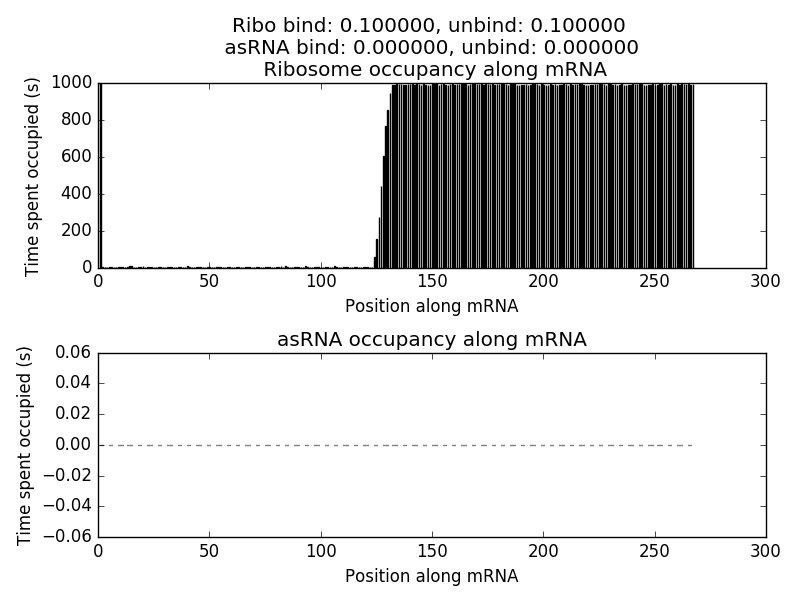 Ribo bind: 0.100000, unbind: 0.100000
asRNA bind: 0.000000, unbind: 0.000000
Ribosome occupancy along mRNA
Time spent occupied (s)
1000
800
600
400
200
0
0 50 100 150 200 250 300
Position along mRNA
asRNA occupancy along mRNA
Time spent occupied (s)
0.06
0.04
0.02
0.00
−0.02
−0.04
−0.06
0 50 100 150 200 250 300
Position along mRNA